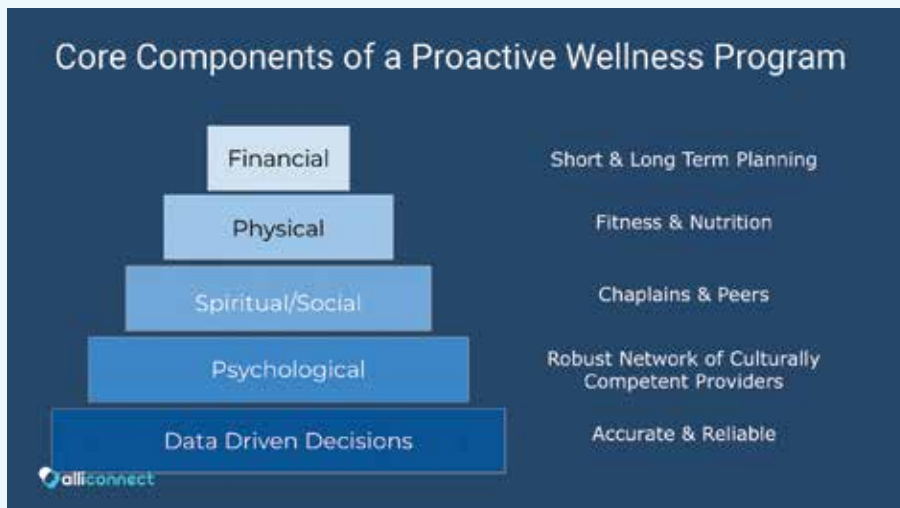 Core Components of a Proactive Wellness Program
Financial
Short & Long Term Planning
Physical
Fitness & Nutrition
Spiritual/Social
Chaplains & Peers
Psychological
Robust Network of Culturally
Competent Providers
Data Driven Decisions
Accurate & Reliable
alliconnect